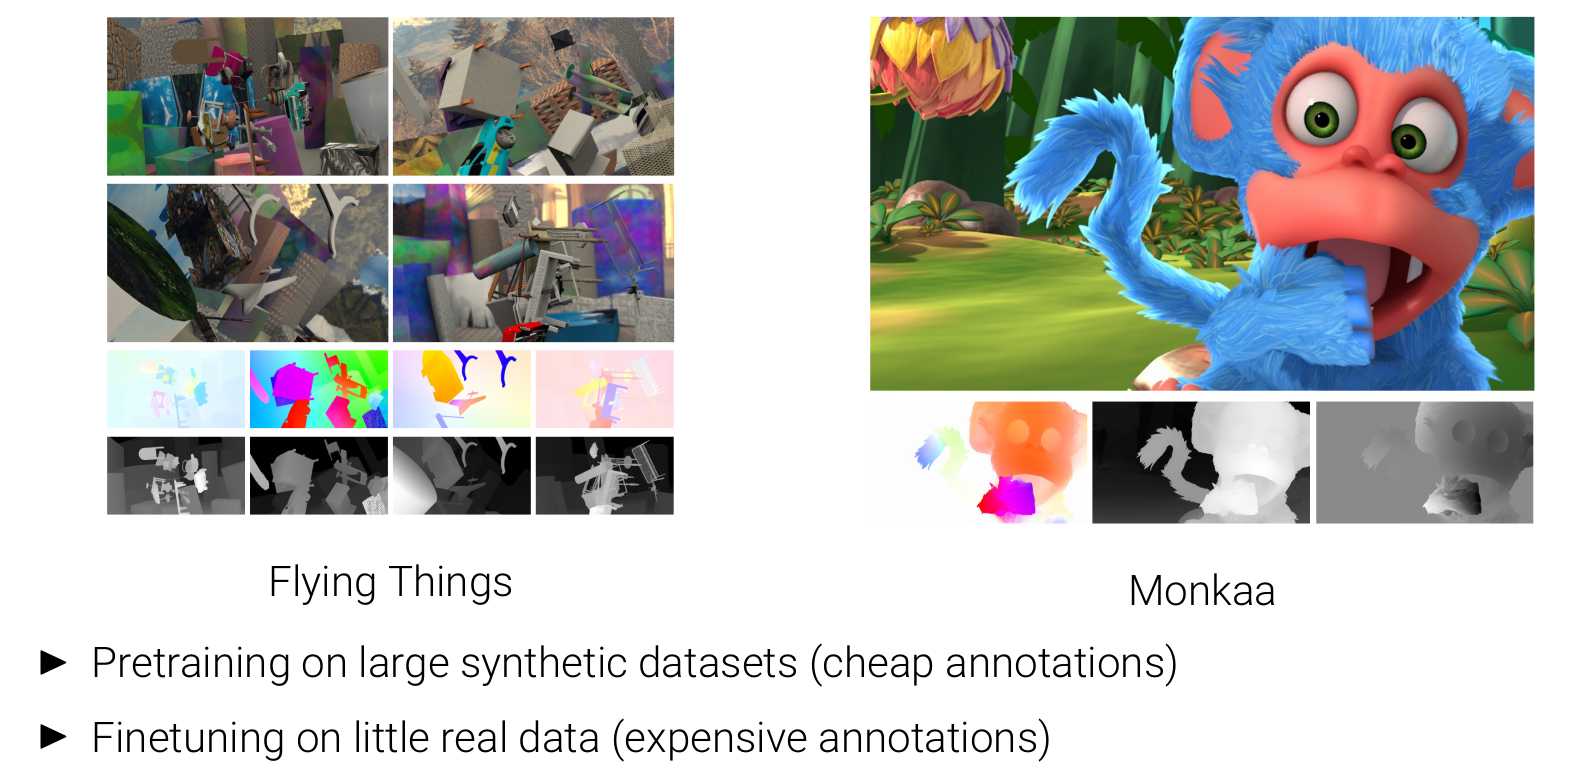 Flying Things
Monkaa
Pretraining on large synthetic datasets (cheap annotations)
Finetuning on little real data (expensive annotations)